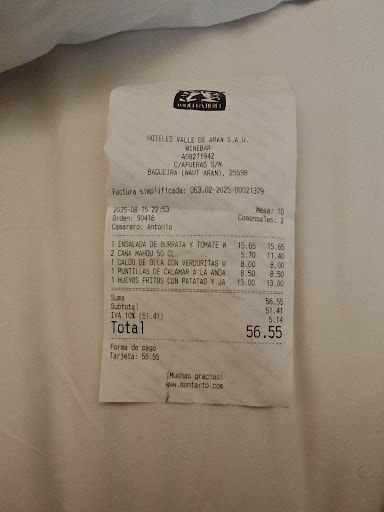 HOTELES VALLE DE ARAN S.A.U.
WINEBAR
A08271942
C/AFUERAS S/N
BAQUEIRA (NAUT ARAN), 25598
Factura simplificada: 063.02-2025-00021379
2025-08-15 22:53 Mesa: 10
Orden: 90416 Comensales: 2
Camarero: Antonio
1 ENSALADA DE BURRATA Y TOMATE M 15.65 15.65
2 CAÑA MAHOU 50 CL 5.70 11.40
1 CALDO DE OLLA CON VERDURITAS 8.00 8.00
1 PUNTILLAS DE CALAMAR A LA ANDA 8.50 8.50
1 HUEVOS FRITOS CON PATATAS Y JA 13.00 13.00
Suma 56.55
Subtotal 51.41
IVA 10% (51.41) 5.14
Total 56.55
Forma de pago
Tarjeta: 56.55
¡Muchas gracias!
www.montarto.com